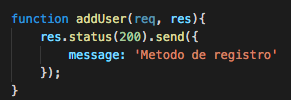 function addUser(req, res){
    res.status(200).send({
        message: 'Metodo de registro'
    });
}